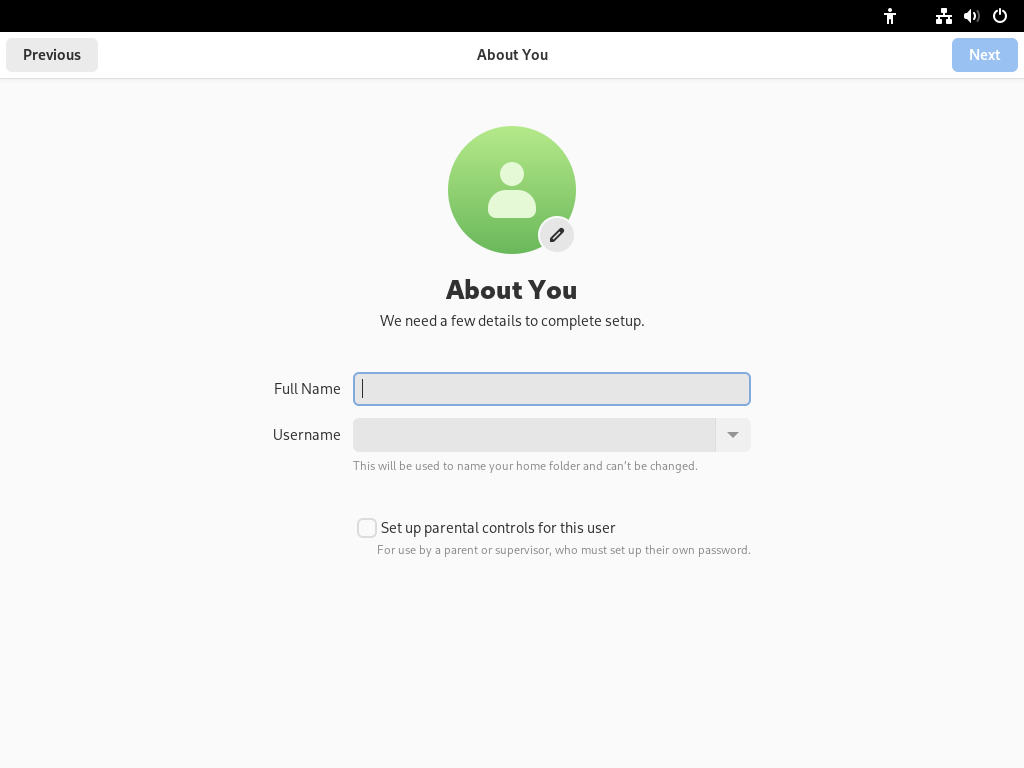 Previous
About You
Next
About You
We need a few details to complete setup.
Full Name
Username
This will be used to name your home folder and can't be changed.
Set up parental controls for this user
For use by a parent or supervisor, who must set up their own password.